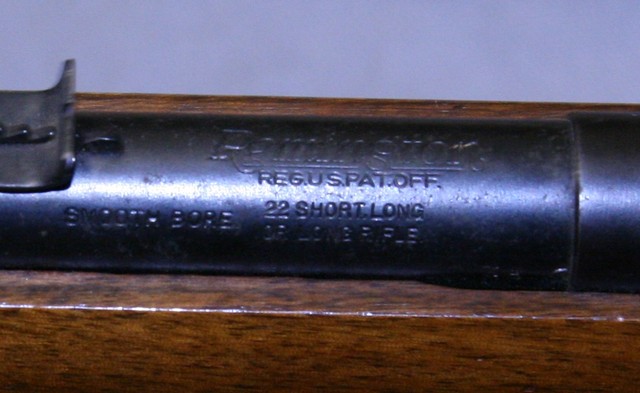 Remington
REG.U.S.PAT.OFF.
SMOOTH BORE 22 SHORT.LONG
OR LONG RIFLE